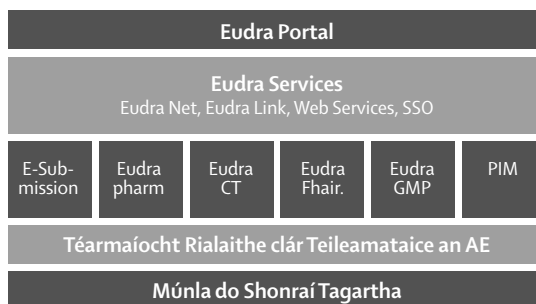 Eudra Portal
Eudra Services
Eudra Net, Eudra Link, Web Services, SSO
E-Sub-
mission
Eudra
pharm
Eudra
CT
Eudra
Fhair.
Eudra
GMP
PIM
Téarmaíocht Rialaithe clár Teileamataice an AE
Múnla do Shonraí Tagartha